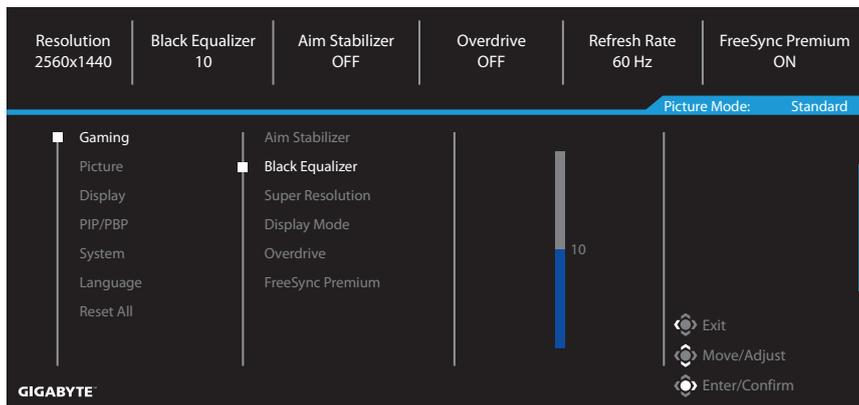 Resolution
2560x1440
Black Equalizer
10
Aim Stabilizer
OFF
Overdrive
OFF
Refresh Rate
60 Hz
FreeSync Premium
ON
Picture Mode: Standard
Gaming
Picture
Display
PIP/PBP
System
Language
Reset All
Aim Stabilizer
Black Equalizer
Super Resolution
Display Mode
Overdrive
FreeSync Premium
10
Exit
Move/Adjust
Enter/Confirm
GIGABYTE™